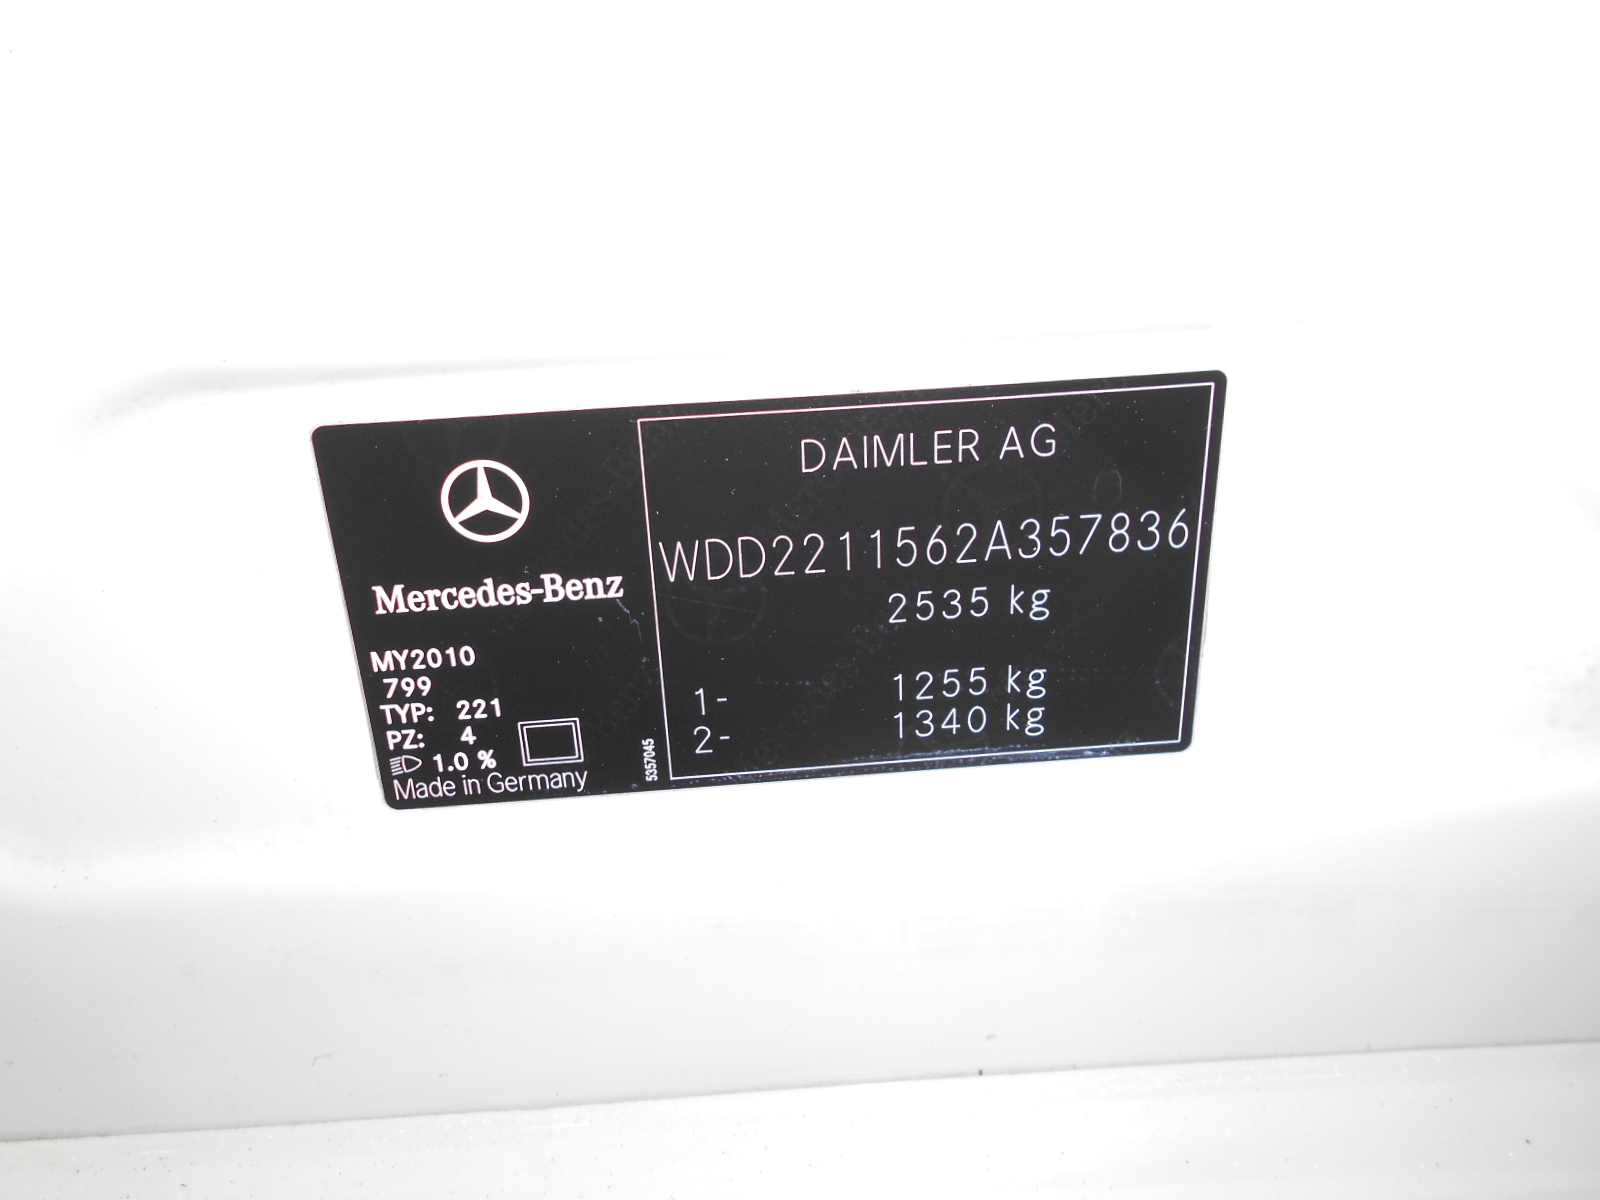 Mercedes-Benz
MY2010
799
TYP: 221
PZ: 4
1.0 %
Made in Germany
5357045
DAIMLER AG
WDD2211562A357836
2535 kg
1- 1255 kg
2- 1340 kg